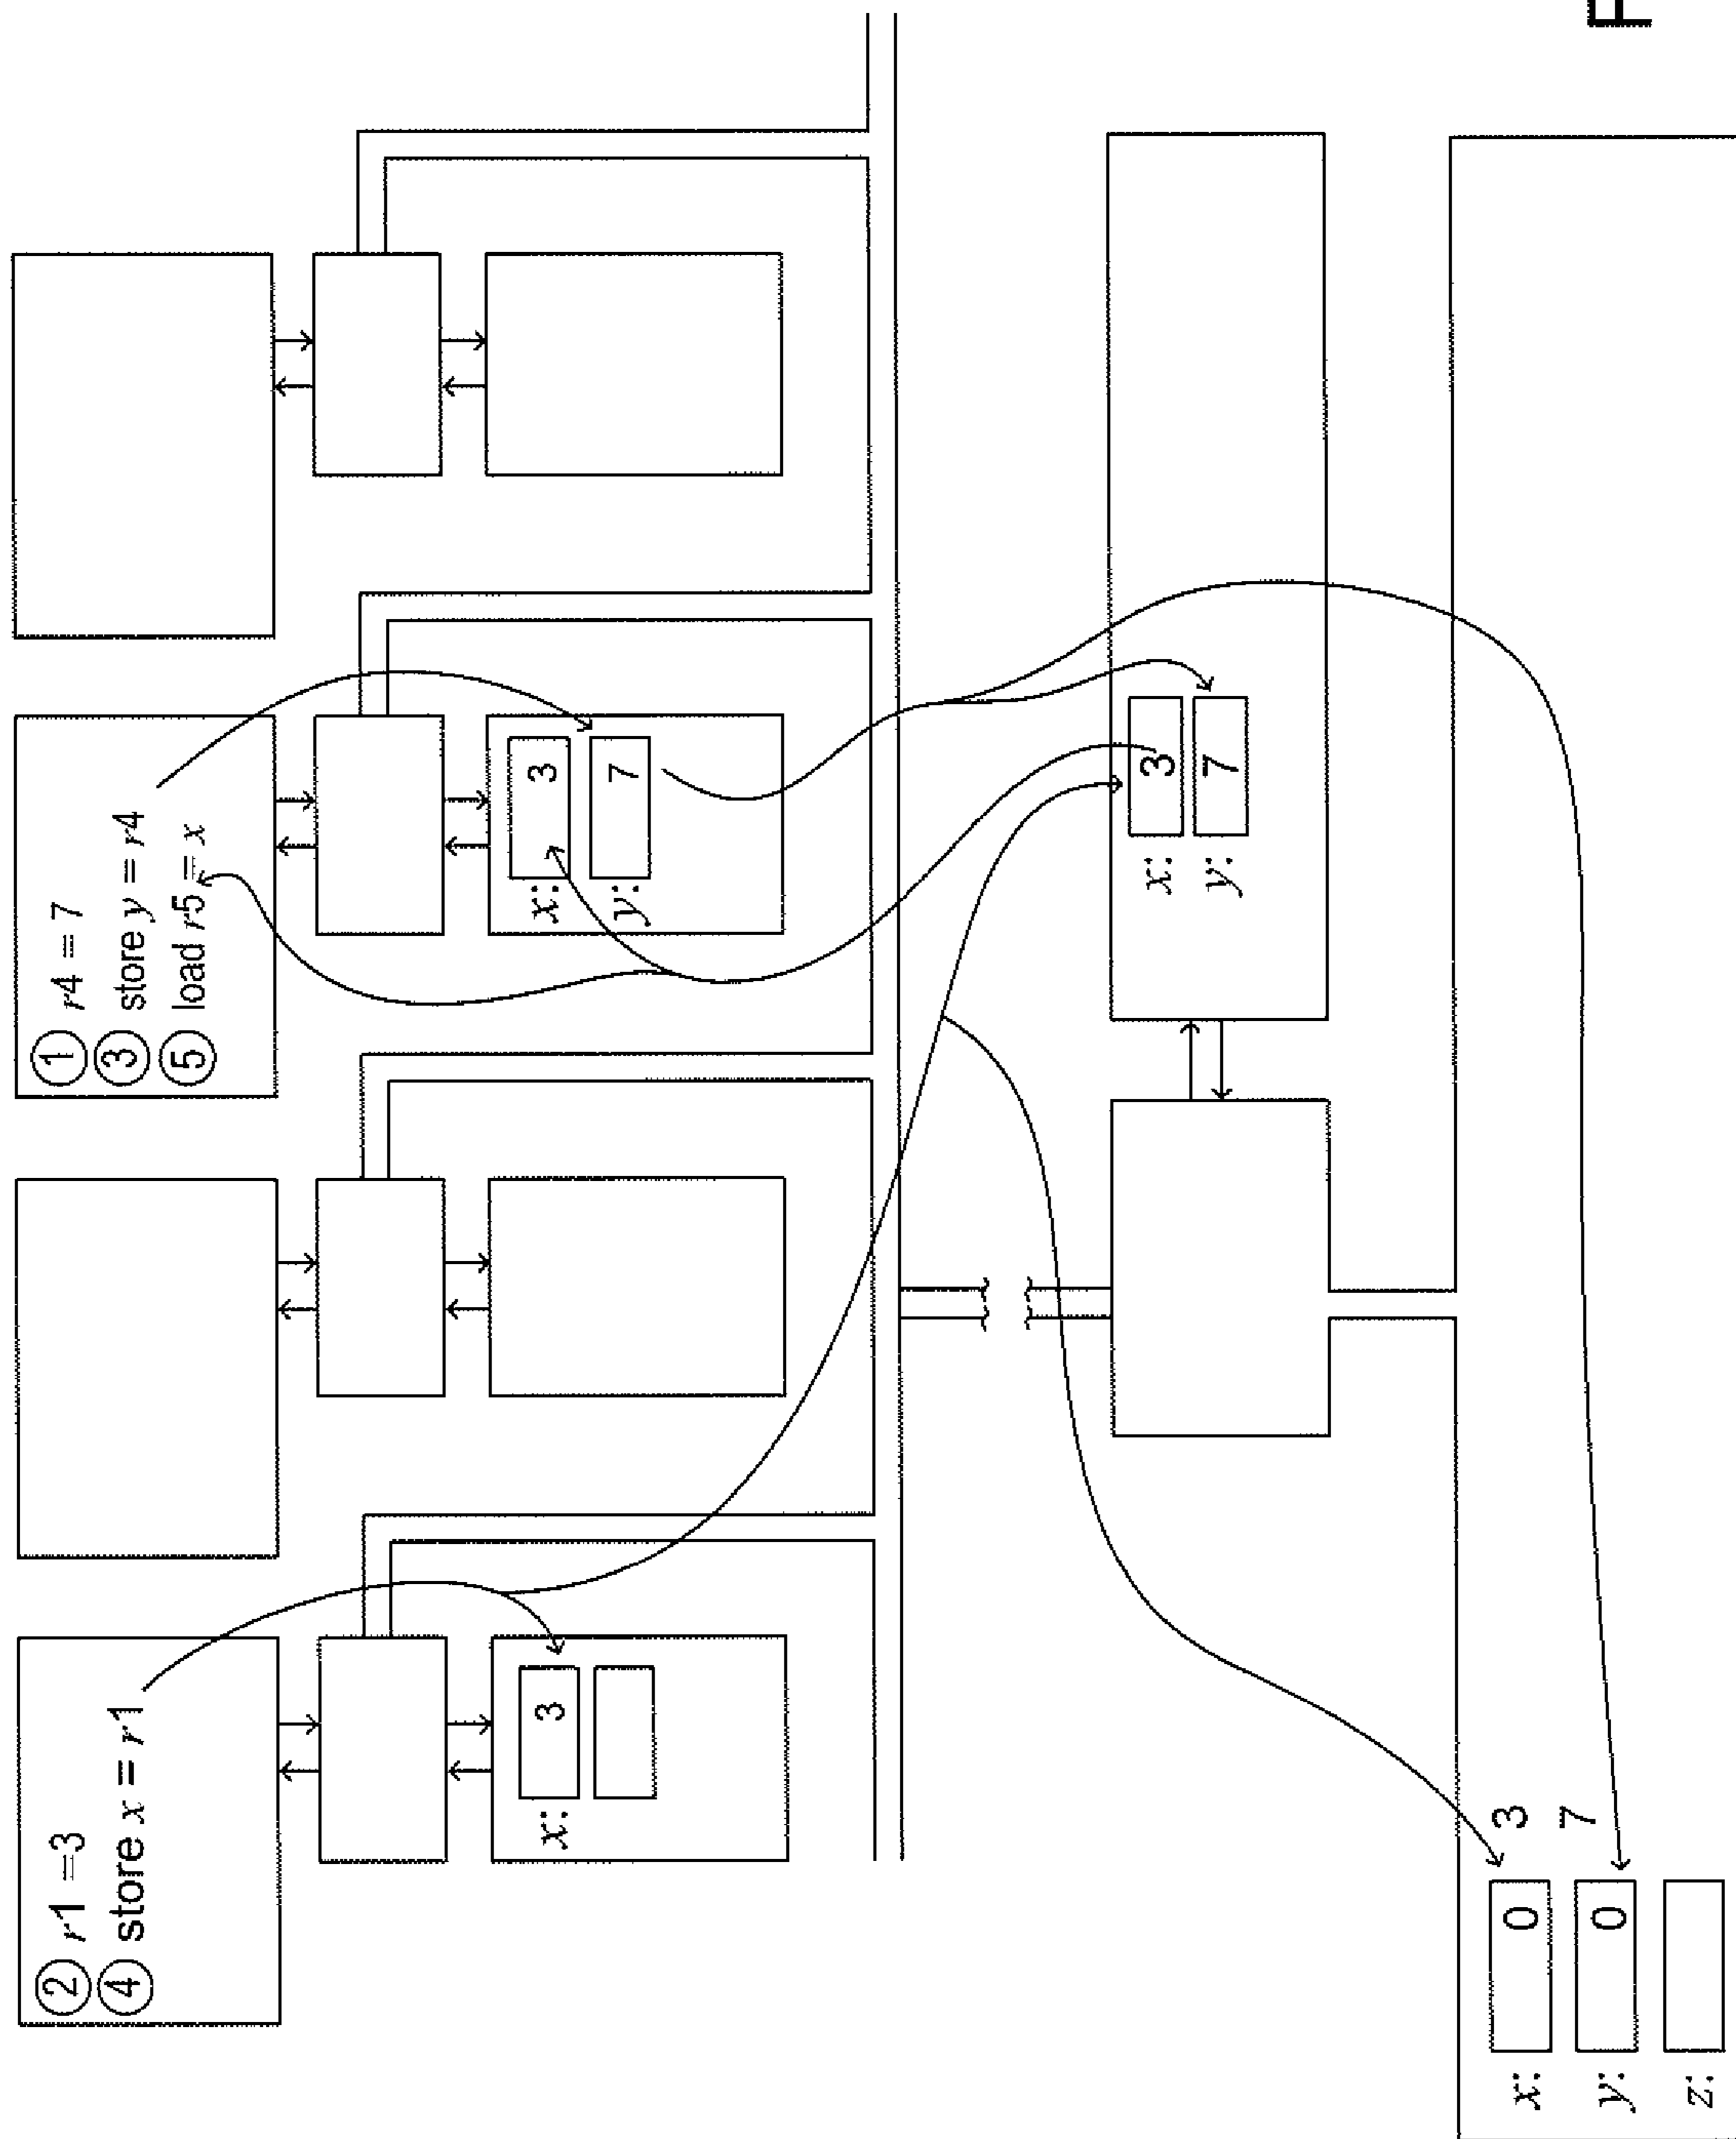 ② r1 =3
④ store x = r1
① r4 = 7
③ store y = r4
⑤ load r5 = x
x: 3
x: 3
y: 7
x: 3
y: 7
x: 0 3
y: 0 7
z: